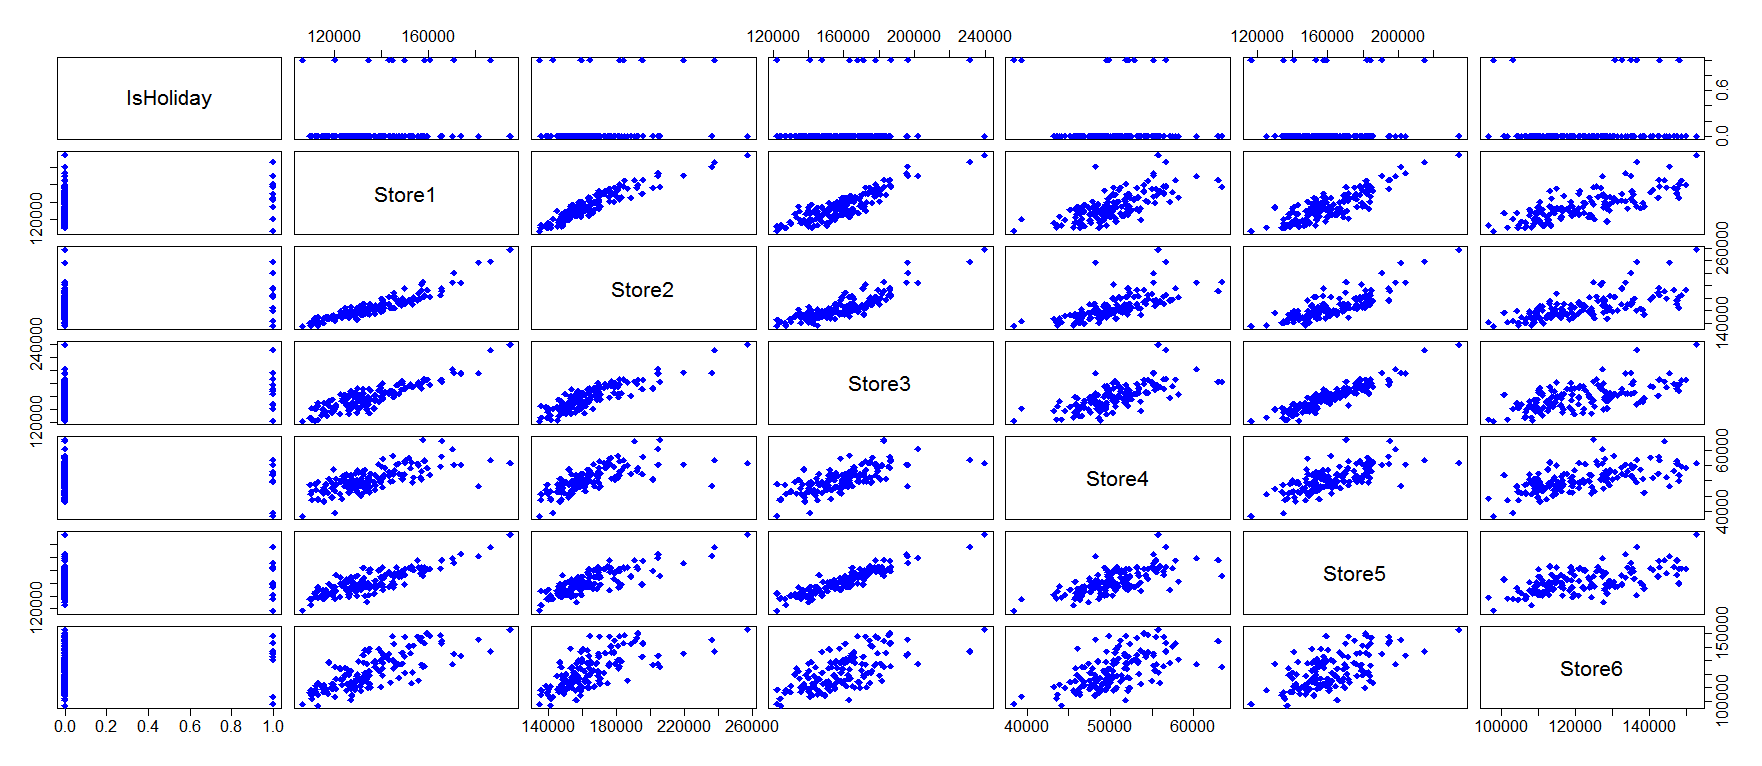 120000 160000 120000 160000 200000 240000 120000 160000 200000
IsHoliday 0.0 0.6
120000 Store1
Store2 140000 260000
120000 240000 Store3
Store4 40000 60000
120000 Store5
Store6 100000 150000
0.0 0.2 0.4 0.6 0.8 1.0 140000 180000 220000 260000 40000 50000 60000 100000 120000 140000